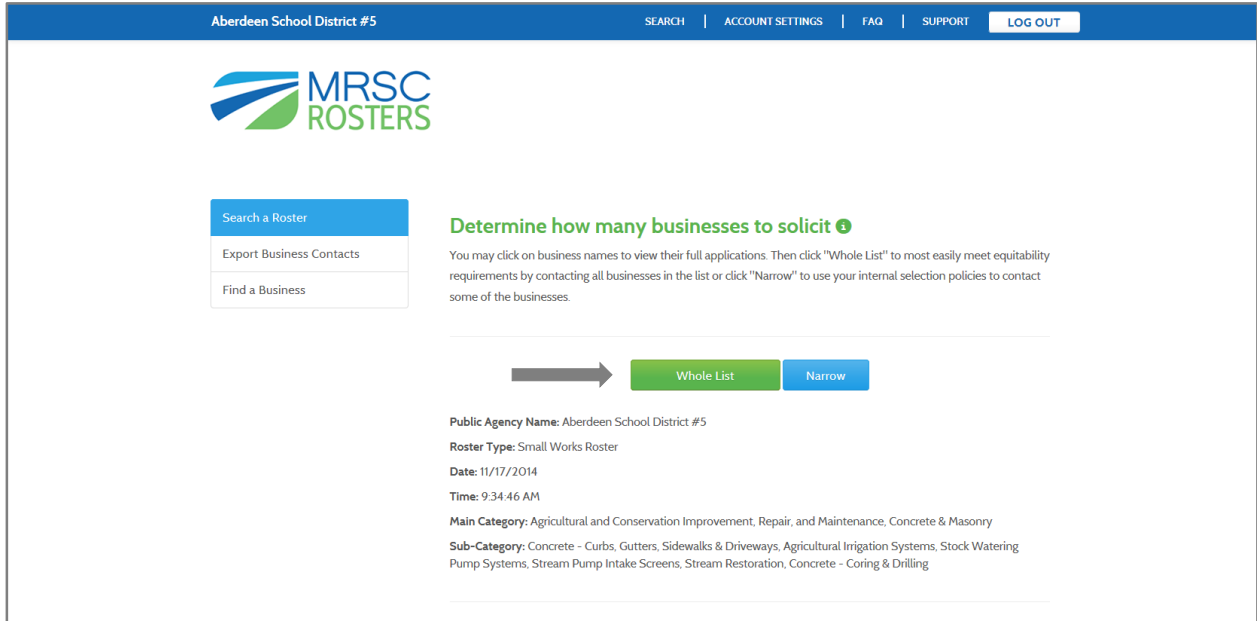 Aberdeen School District #5
SEARCH | ACCOUNT SETTINGS | FAQ | SUPPORT LOG OUT
MRSC
ROSTERS
Search a Roster
Export Business Contacts
Find a Business
Determine how many businesses to solicit
You may click on business names to view their full applications. Then click "Whole List" to most easily meet equitability
requirements by contacting all businesses in the list or click "Narrow" to use your internal selection policies to contact
some of the businesses.
Whole List Narrow
Public Agency Name: Aberdeen School District #5
Roster Type: Small Works Roster
Date: 11/17/2014
Time: 9:34:46 AM
Main Category: Agricultural and Conservation Improvement, Repair, and Maintenance, Concrete & Masonry
Sub-Category: Concrete - Curbs, Gutters, Sidewalks & Driveways, Agricultural Irrigation Systems, Stock Watering
Pump Systems, Stream Pump Intake Screens, Stream Restoration, Concrete - Coring & Drilling